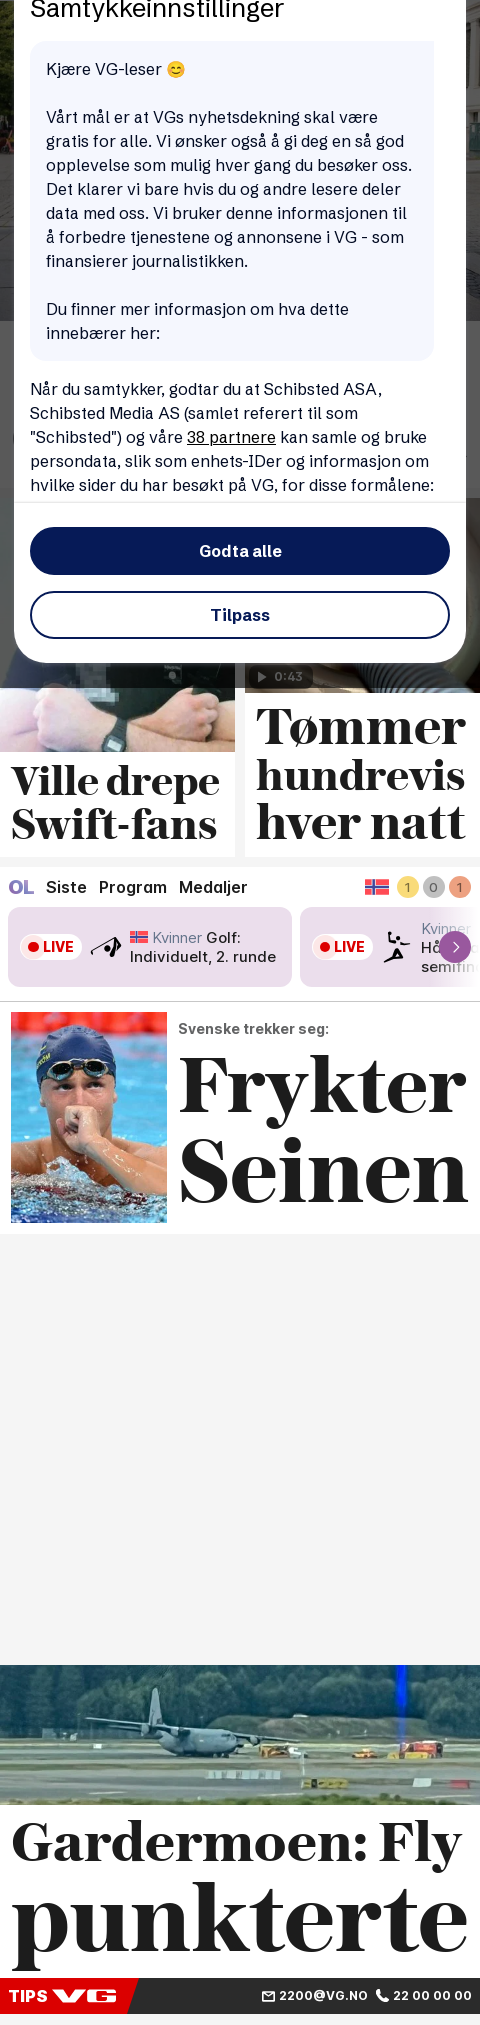 Samtykkeinnstillinger
Kjære VG-leser 😊
Vårt mål er at VGs nyhetsdekning skal være
gratis for alle. Vi ønsker også å gi deg en så god
opplevelse som mulig hver gang du besøker oss.
Det klarer vi bare hvis du og andre lesere deler
data med oss. Vi bruker denne informasjonen til
å forbedre tjenestene og annonsene i VG - som
finansierer journalistikken.
Du finner mer informasjon om hva dette
innebærer her:
Når du samtykker, godtar du at Schibsted ASA,
Schibsted Media AS (samlet referert til som
"Schibsted") og våre 38 partnere kan samle og bruke
persondata, slik som enhets-IDer og informasjon om
hvilke sider du har besøkt på VG, for disse formålene:
Godta alle
Tilpass
0:43
Ville drepe
Swift-fans
Tømmer
hundrevis
hver natt
OL Siste Program Medaljer 1 0 1
LIVE Kvinner Golf:
Individuelt, 2. runde
LIVE Kvinner
Svenske trekker seg:
Frykter
Seinen
Gardermoen: Fly
punkterte
TIPS VG 2200@VG.NO 22 00 00 00